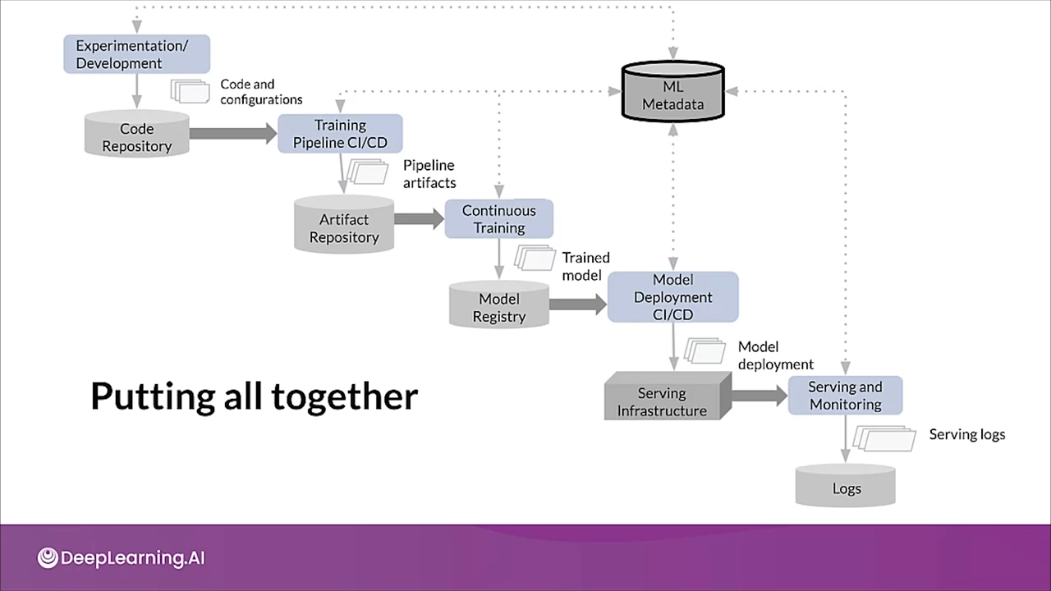 Experimentation/
Development
Code and
configurations
Code
Repository
Training
Pipeline CI/CD
ML
Metadata
Pipeline
artifacts
Artifact
Repository
Continuous
Training
Trained
model
Model
Registry
Model
Deployment
CI/CD
Model
deployment
Serving
Infrastructure
Serving and
Monitoring
Putting all together
Serving logs
Logs
DeepLearning.AI